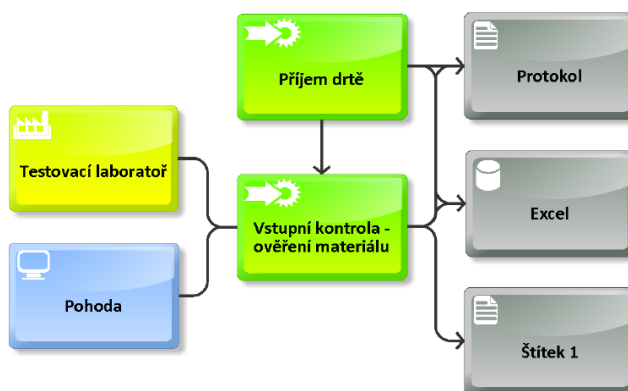 Příjem drtě
Protokol
Testovací laboratoř
Vstupní kontrola -
ověření materiálu
Excel
Pohoda
Štítek 1